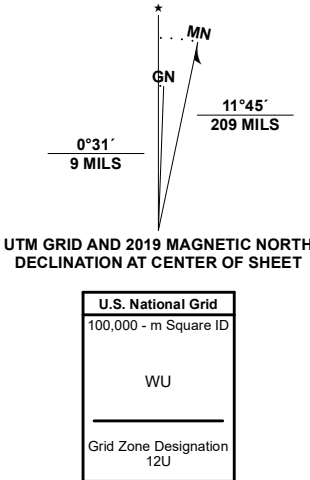 ★
MN
GN
11°45´
209 MILS
0°31´
9 MILS
UTM GRID AND 2019 MAGNETIC NORTH
DECLINATION AT CENTER OF SHEET
U.S. National Grid
100,000 - m Square ID
WU
Grid Zone Designation
12U